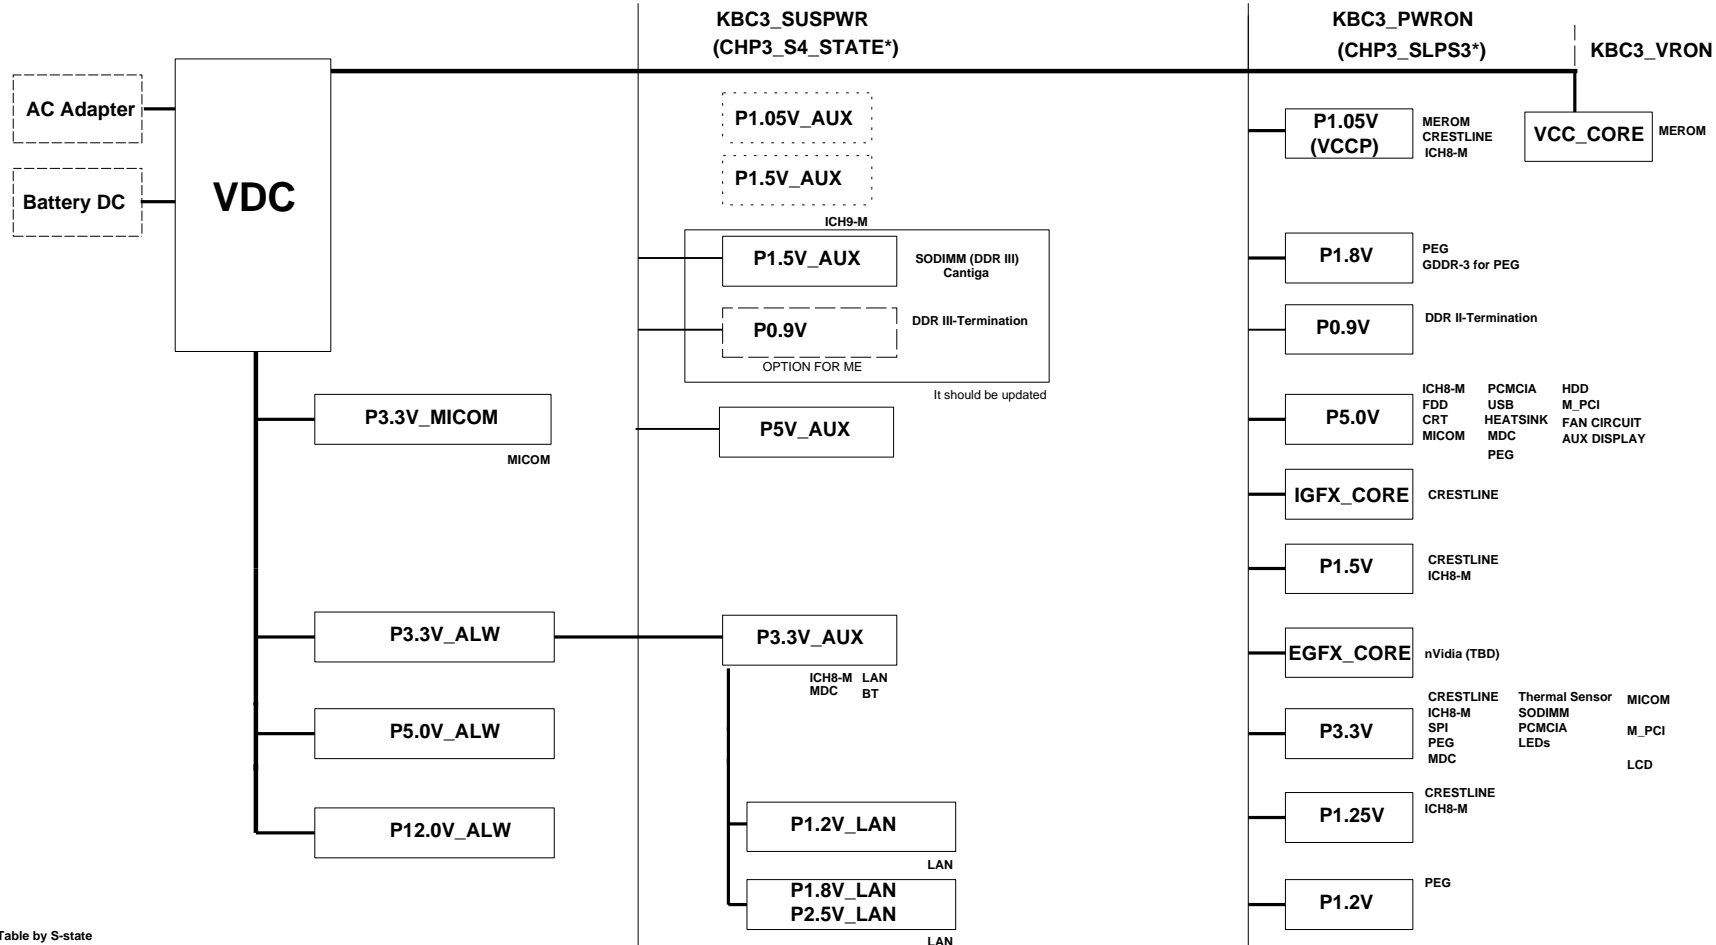 KBC3_SUSPWR
(CHP3_S4_STATE*)
KBC3_PWRON
(CHP3_SLPS3*)
KBC3_VRON
AC Adapter
Battery DC
VDC
P3.3V_MICOM
MICOM
P3.3V_ALW
P5.0V_ALW
P12.0V_ALW
P1.05V_AUX
P1.5V_AUX
ICH9-M
P1.5V_AUX
SODIMM (DDR III)
Cantiga
P0.9V
DDR III-Termination
OPTION FOR ME
It should be updated
P5V_AUX
P3.3V_AUX
ICH8-M LAN
MDC BT
P1.2V_LAN
LAN
P1.8V_LAN
P2.5V_LAN
LAN
P1.05V
(VCCP)
MEROM
CRESTLINE
ICH8-M
VCC_CORE
MEROM
P1.8V
PEG
GDDR-3 for PEG
P0.9V
DDR II-Termination
P5.0V
ICH8-M PCMCIA HDD
FDD USB M_PCI
CRT HEATSINK FAN CIRCUIT
MICOM MDC AUX DISPLAY
PEG
IGFX_CORE
CRESTLINE
P1.5V
CRESTLINE
ICH8-M
EGFX_CORE
nVidia (TBD)
P3.3V
CRESTLINE Thermal Sensor MICOM
ICH8-M SODIMM
SPI PCMCIA M_PCI
PEG LEDs
MDC LCD
P1.25V
CRESTLINE
ICH8-M
P1.2V
PEG
Table by S-state